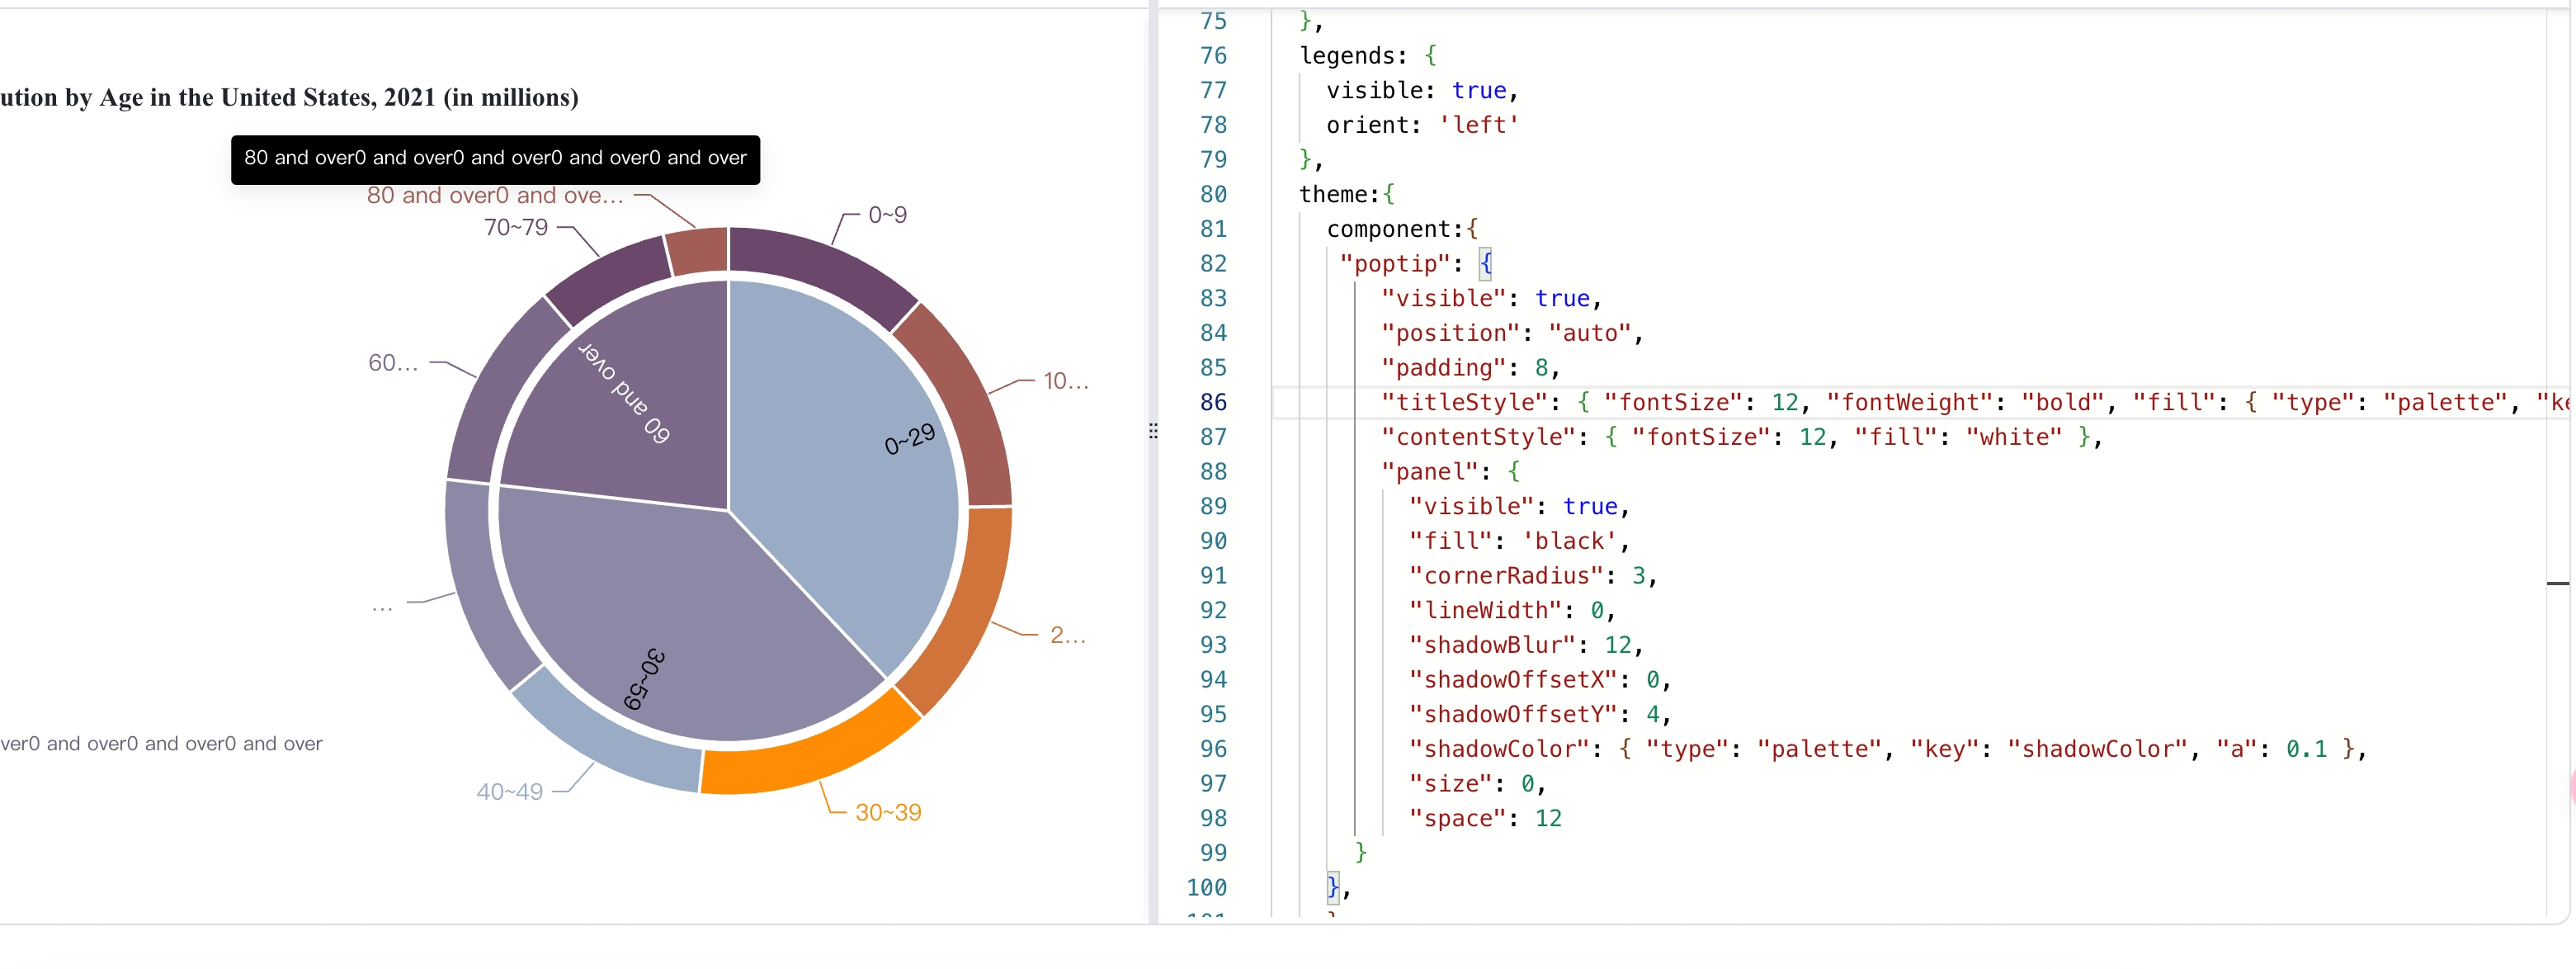 ution by Age in the United States, 2021 (in millions)
80 and over0 and over0 and over0 and over0 and over
80 and over0 and ove...
70~79
0~9
60...
10...
60 and over
0~29
...
2...
30~59
ver0 and over0 and over0 and over
40~49
30~39
75 },
76 legends: {
77 visible: true,
78 orient: 'left'
79 },
80 theme:{
81 component:{
82 "poptip": {
83 "visible": true,
84 "position": "auto",
85 "padding": 8,
86 "titleStyle": { "fontSize": 12, "fontWeight": "bold", "fill": { "type": "palette", "ke
87 "contentStyle": { "fontSize": 12, "fill": "white" },
88 "panel": {
89 "visible": true,
90 "fill": 'black',
91 "cornerRadius": 3,
92 "lineWidth": 0,
93 "shadowBlur": 12,
94 "shadowOffsetX": 0,
95 "shadowOffsetY": 4,
96 "shadowColor": { "type": "palette", "key": "shadowColor", "a": 0.1 },
97 "size": 0,
98 "space": 12
99 }
100 },